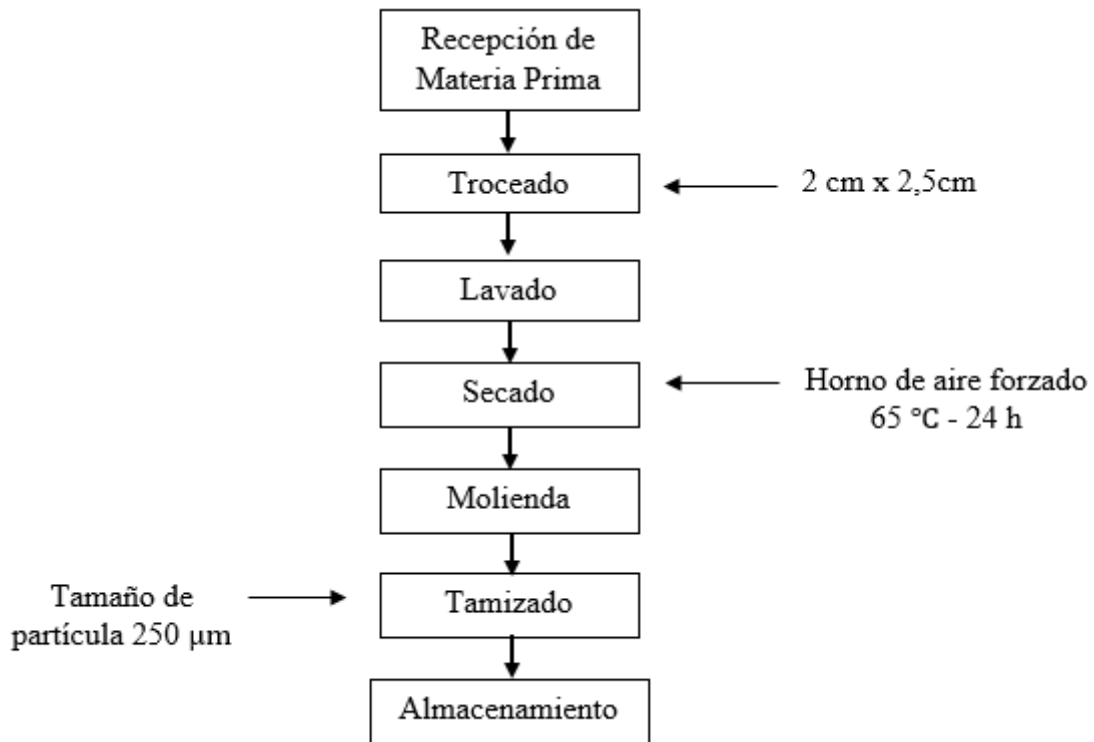 Recepción de
Materia Prima
Troceado
2 cm x 2,5cm
Lavado
Secado
Horno de aire forzado
65 °C - 24 h
Molienda
Tamaño de
partícula 250 µm
Tamizado
Almacenamiento